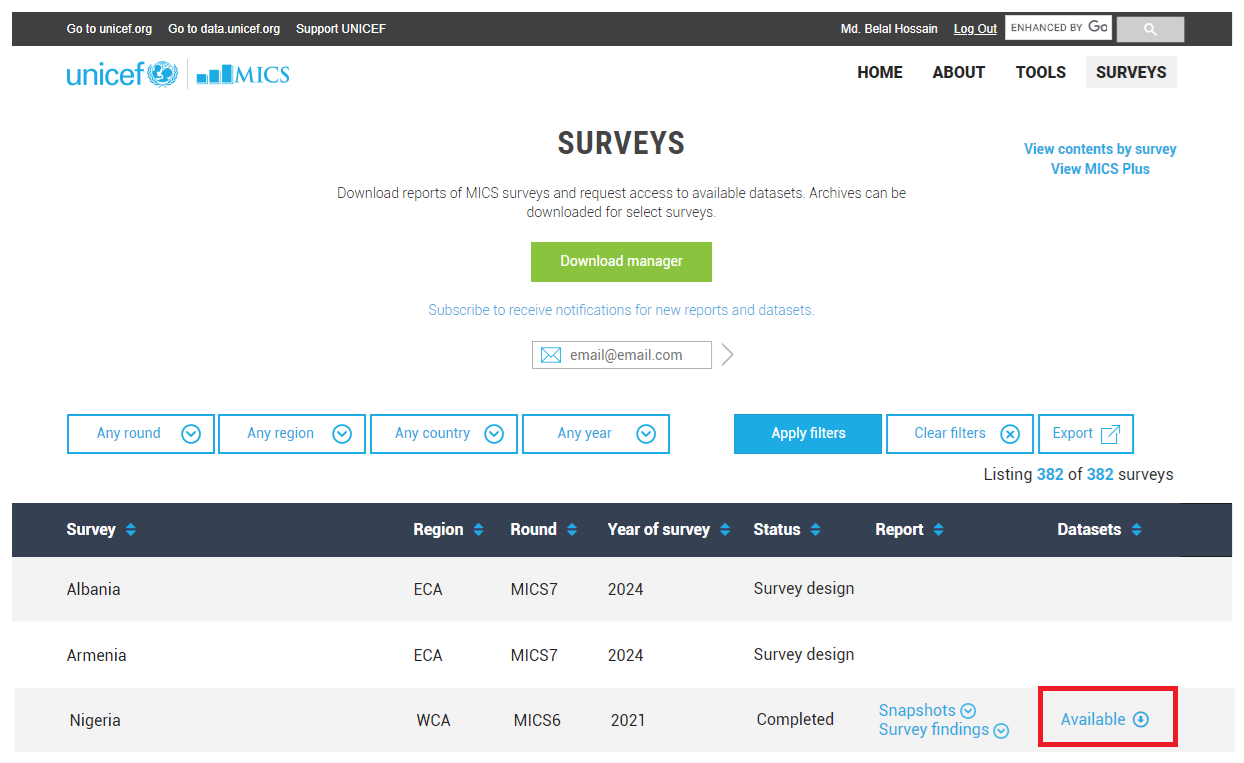 Go to unicef.org Go to data.unicef.org Support UNICEF Md. Belal Hossain Log Out ENHANCED BY Go
unicef MICS HOME ABOUT TOOLS SURVEYS
SURVEYS
View contents by survey
View MICS Plus
Download reports of MICS surveys and request access to available datasets. Archives can be
downloaded for select surveys.
Download manager
Subscribe to receive notifications for new reports and datasets.
email@email.com
Any round Any region Any country Any year Apply filters Clear filters Export
Listing 382 of 382 surveys
Survey Region Round Year of survey Status Report Datasets
Albania ECA MICS7 2024 Survey design
Armenia ECA MICS7 2024 Survey design
Nigeria WCA MICS6 2021 Completed Snapshots Available
Survey findings